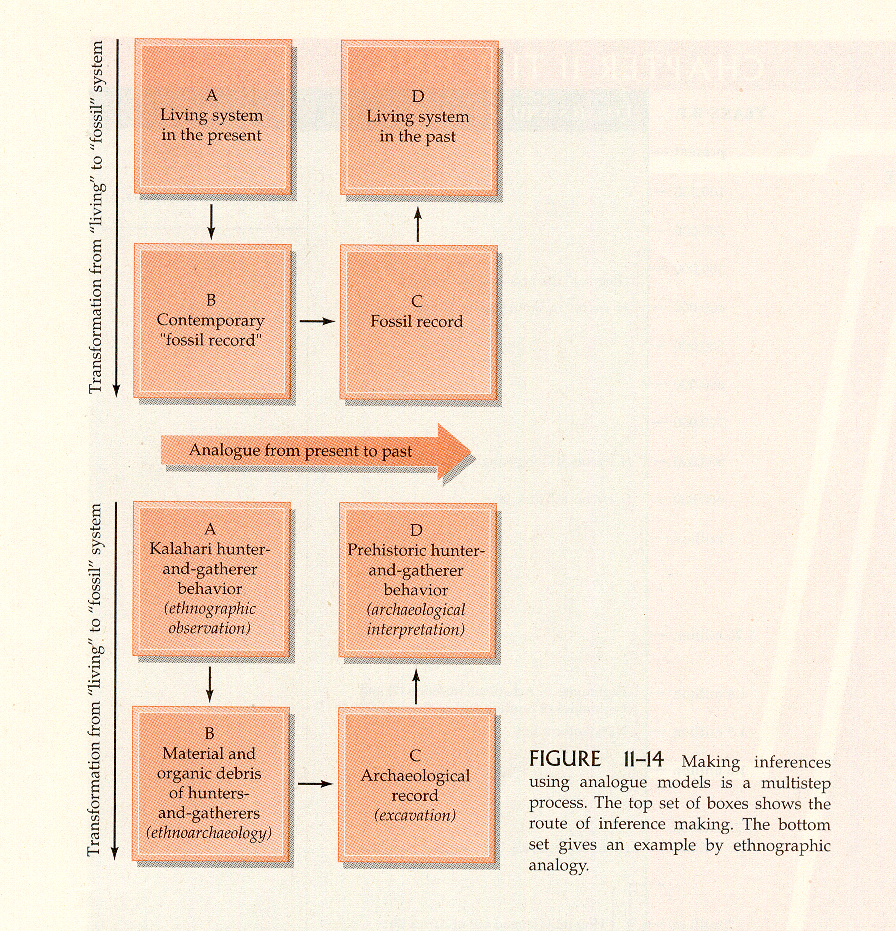 Transformation from "living" to "fossil" system
A
Living system
in the present
D
Living system
in the past
B
Contemporary
"fossil record"
C
Fossil record
Analogue from present to past
Transformation from "living" to "fossil" system
A
Kalahari hunter-
and-gatherer
behavior
(ethnographic
observation)
D
Prehistoric hunter-
and-gatherer
behavior
(archaeological
interpretation)
B
Material and
organic debris
of hunters-
and-gatherers
(ethnoarchaeology)
C
Archaeological
record
(excavation)
FIGURE 11–14 Making inferences
using analogue models is a multistep
process. The top set of boxes shows the
route of inference making. The bottom
set gives an example by ethnographic
analogy.